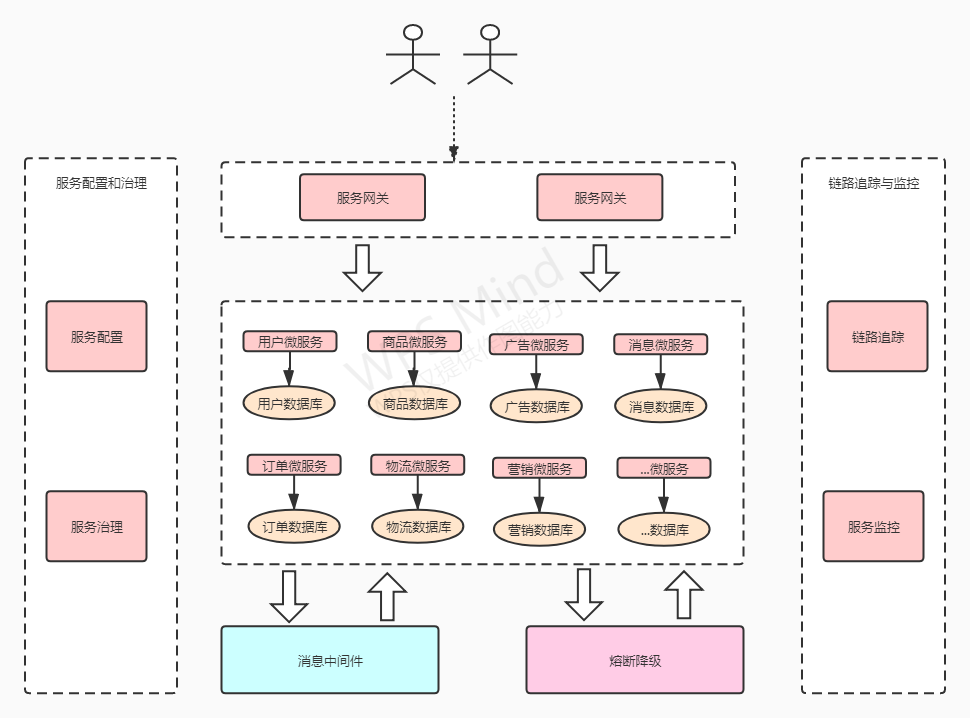 服务配置和治理
服务配置
服务治理
服务网关
服务网关
用户微服务
商品微服务
广告微服务
消息微服务
用户数据库
商品数据库
广告数据库
消息数据库
订单微服务
物流微服务
营销微服务
...微服务
订单数据库
物流数据库
营销数据库
...数据库
消息中间件
熔断降级
链路追踪与监控
链路追踪
服务监控
WPS Mind